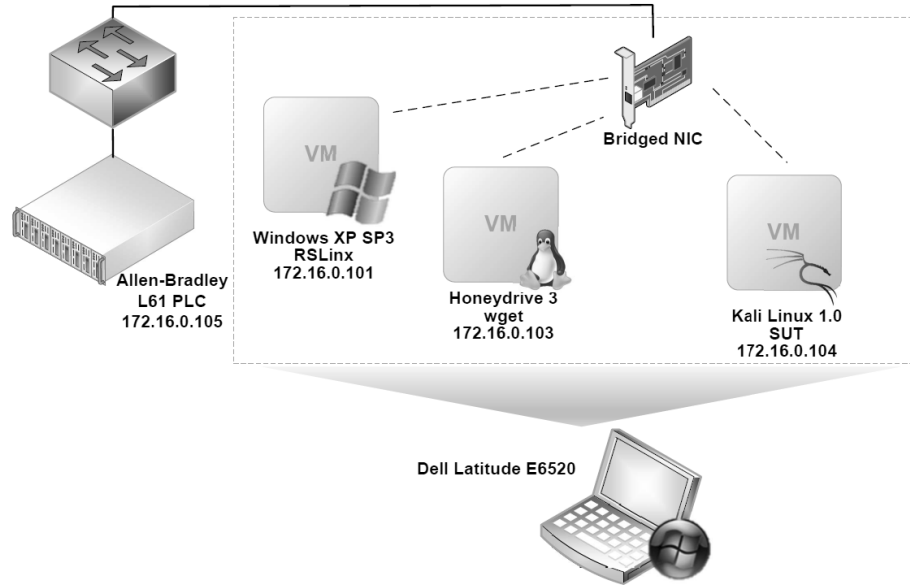 Bridged NIC
VM
Windows XP SP3
RSLinx
172.16.0.101
VM
Honeydrive 3
wget
172.16.0.103
VM
Kali Linux 1.0
SUT
172.16.0.104
Allen-Bradley
L61 PLC
172.16.0.105
Dell Latitude E6520